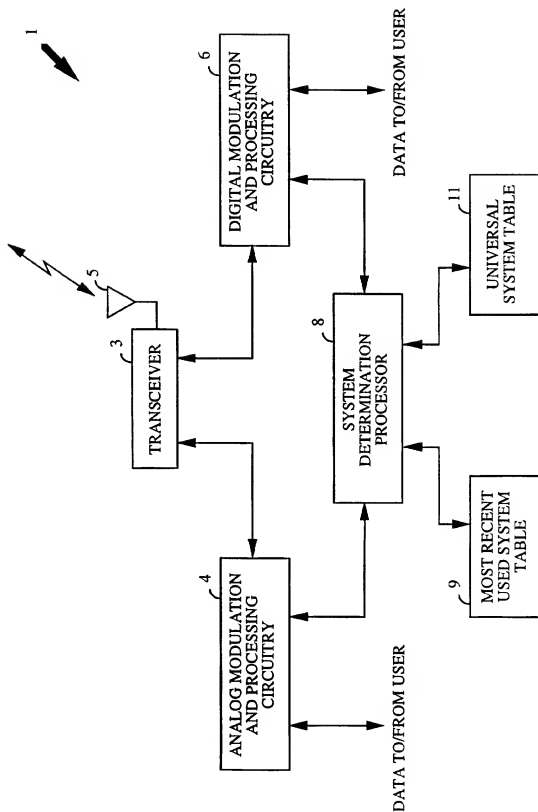 1
5
3
TRANSCEIVER
4
ANALOG MODULATION
AND PROCESSING
CIRCUITRY
6
DIGITAL MODULATION
AND PROCESSING
CIRCUITRY
8
SYSTEM
DETERMINATION
PROCESSOR
DATA TO/FROM USER
DATA TO/FROM USER
9
MOST RECENT
USED SYSTEM
TABLE
11
UNIVERSAL
SYSTEM TABLE